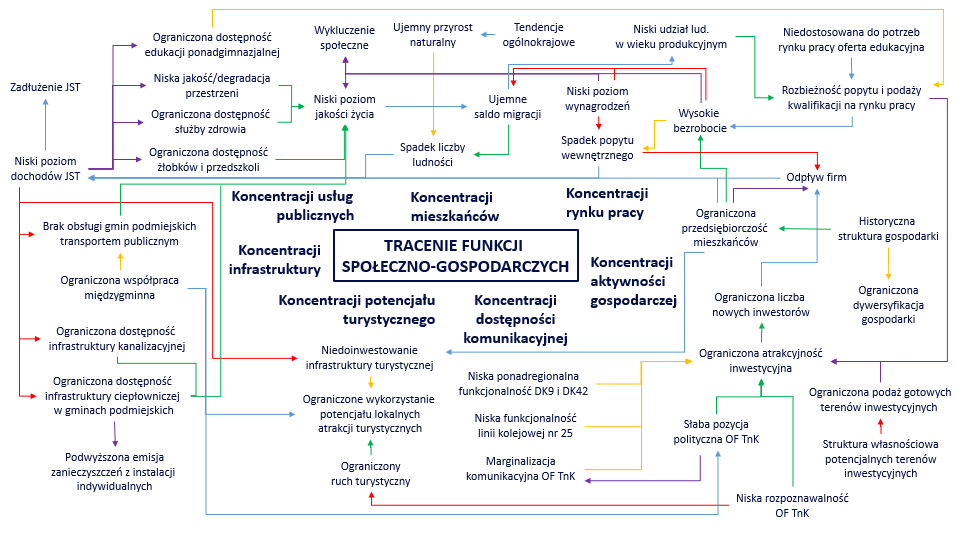 Ograniczona dostępność
edukacji ponadgimnazjalnej
Wykluczenie
społeczne
Ujemny przyrost
naturalny
Tendencje
ogólnokrajowe
Niski udział lud.
w wieku produkcyjnym
Niedostosowana do potrzeb
rynku pracy oferta edukacyjna
Zadłużenie JST
Niska jakość/degradacja
przestrzeni
Niski poziom
jakości życia
Ujemne
saldo migracji
Niski poziom
wynagrodzeń
Rozbieżność popytu i podaży
kwalifikacji na rynku pracy
Ograniczona dostępność
służby zdrowia
Wysokie
bezrobocie
Ograniczona dostępność
żłobków i przedszkoli
Spadek liczby
ludności
Spadek popytu
wewnętrznego
Niski poziom
dochodów JST
Odpływ firm
Koncentracji usług
publicznych
Koncentracji
mieszkańców
Koncentracji
rynku pracy
Ograniczona
przedsiębiorczość
mieszkańców
Historyczna
struktura gospodarki
Brak obsługi gmin podmiejskich
transportem publicznym
Koncentracji
infrastruktury
TRACENIE FUNKCJI
SPOŁECZNO-GOSPODARCZYCH
Koncentracji
aktywności
gospodarczej
Ograniczona współpraca
międzygminna
Ograniczona liczba
nowych inwestorów
Ograniczona
dywersyfikacja
gospodarki
Koncentracji potencjału
turystycznego
Koncentracji
dostępności
komunikacyjnej
Ograniczona dostępność
infrastruktury kanalizacyjnej
Niedoinwestowanie
infrastruktury turystycznej
Ograniczona atrakcyjność
inwestycyjna
Ograniczona dostępność
infrastruktury ciepłowniczej
w gminach podmiejskich
Ograniczone wykorzystanie
potencjału lokalnych
atrakcji turystycznych
Niska ponadregionalna
funkcjonalność DK9 i DK42
Ograniczona podaż gotowych
terenów inwestycyjnych
Niska funkcjonalność
linii kolejowej nr 25
Słaba pozycja
polityczna OF TnK
Struktura własnościowa
potencjalnych terenów
inwestycyjnych
Podwyższona emisja
zanieczyszczeń z instalacji
indywidualnych
Ograniczony
ruch turystyczny
Marginalizacja
komunikacyjna OF TnK
Niska rozpoznawalność
OF TnK